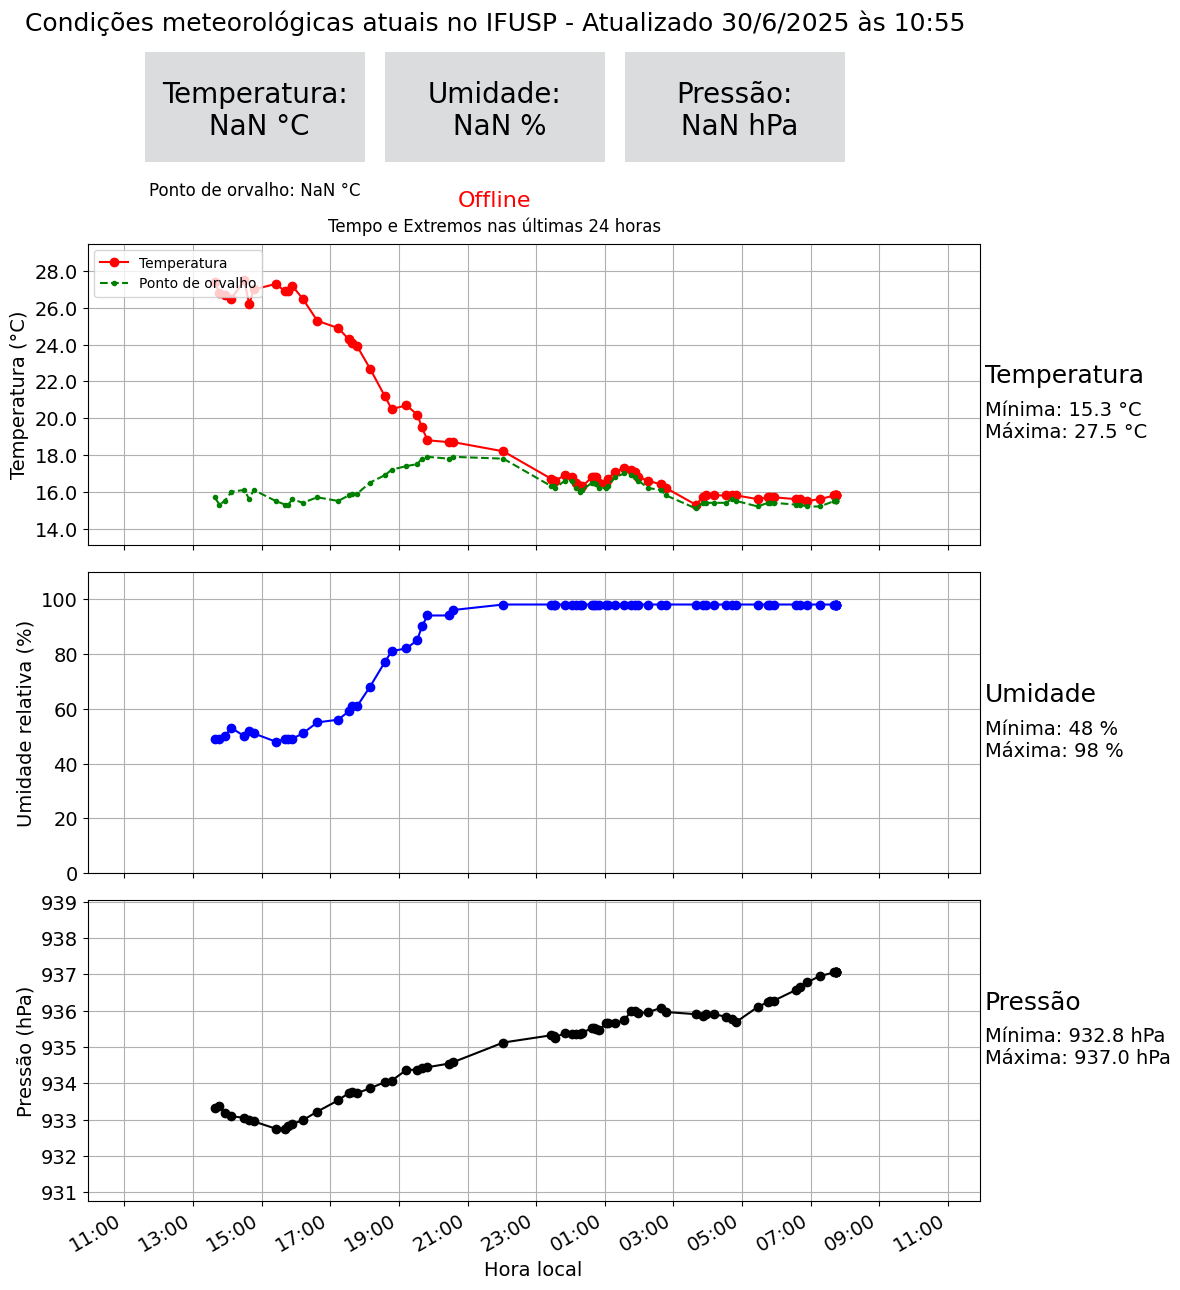 Condições meteorológicas atuais no IFUSP - Atualizado 30/6/2025 às 10:55
Temperatura:
NaN °C
Umidade:
NaN %
Pressão:
NaN hPa
Ponto de orvalho: NaN °C
Offline
Tempo e Extremos nas últimas 24 horas
Temperatura
Ponto de orvalho
Temperatura (°C)
28.0
26.0
24.0
22.0
20.0
18.0
16.0
14.0
Temperatura
Mínima: 15.3 °C
Máxima: 27.5 °C
Umidade relativa (%)
100
80
60
40
20
0
Umidade
Mínima: 48 %
Máxima: 98 %
Pressão (hPa)
939
938
937
936
935
934
933
932
931
Pressão
Mínima: 932.8 hPa
Máxima: 937.0 hPa
11:00 13:00 15:00 17:00 19:00 21:00 23:00 01:00 03:00 05:00 07:00 09:00 11:00
Hora local